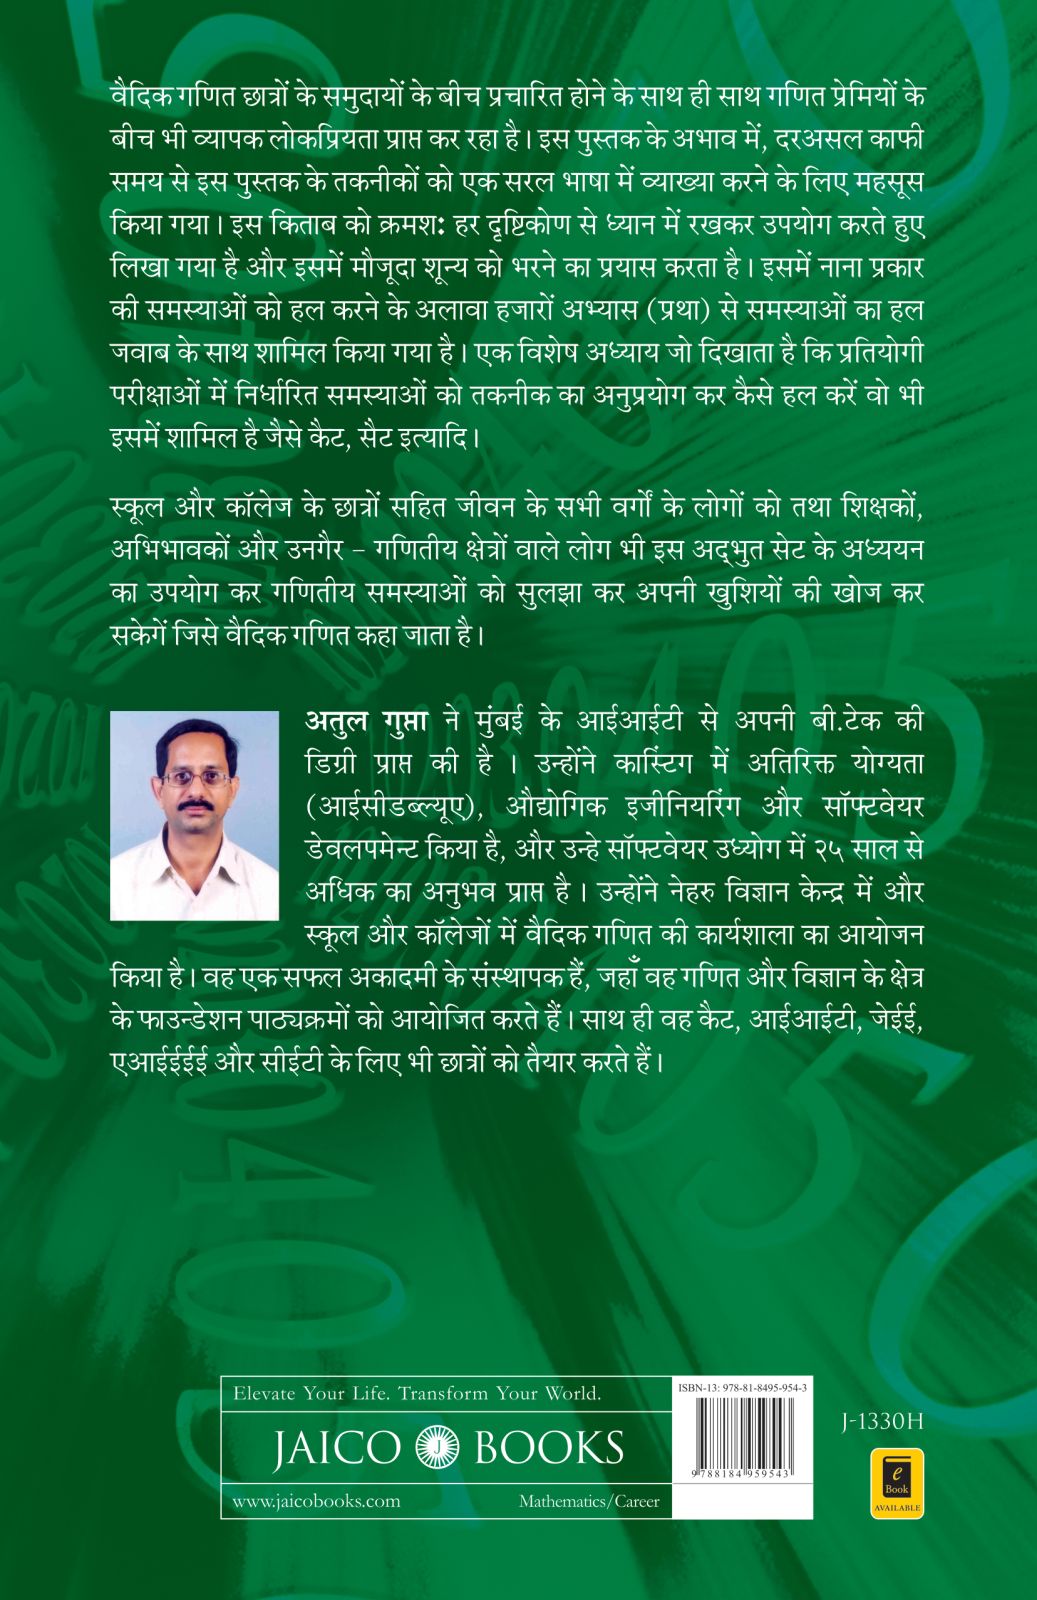 वैदिक गणित छात्रों के समुदायों के बीच प्रचारित होने के साथ ही साथ गणित प्रेमियों के
बीच भी व्यापक लोकप्रियता प्राप्त कर रहा है। इस पुस्तक के अभाव में, दरअसल काफी
समय से इस पुस्तक के तकनीकों को एक सरल भाषा में व्याख्या करने के लिए महसूस
किया गया। इस किताब को क्रमश: हर दृष्टिकोण से ध्यान में रखकर उपयोग करते हुए
लिखा गया है और इसमें मौजूदा शून्य को भरने का प्रयास करता है। इसमें नाना प्रकार
की समस्याओं को हल करने के अलावा हजारों अभ्यास (प्रथा) से समस्याओं का हल
जवाब के साथ शामिल किया गया है। एक विशेष अध्याय जो दिखाता है कि प्रतियोगी
परीक्षाओं में निर्धारित समस्याओं को तकनीक का अनुप्रयोग कर कैसे हल करें वो भी
इसमें शामिल है जैसे कैट, सैट इत्यादि।
स्कूल और कॉलेज के छात्रों सहित जीवन के सभी वर्गों के लोगों को तथा शिक्षकों,
अभिभावकों और उनगैर – गणितीय क्षेत्रों वाले लोग भी इस अद्भुत सेट के अध्ययन
का उपयोग कर गणितीय समस्याओं को सुलझा कर अपनी खुशियों की खोज कर
सकेगें जिसे वैदिक गणित कहा जाता है।
अतुल गुप्ता ने मुंबई के आईआईटी से अपनी बी.टेक की
डिग्री प्राप्त की है । उन्होंने कास्टिंग में अतिरिक्त योग्यता
(आईसीडब्ल्यूए), औद्योगिक इजीनियरिंग और सॉफ्टवेयर
डेवलपमेन्ट किया है, और उन्हे सॉफ्टवेयर उध्योग में २५ साल से
अधिक का अनुभव प्राप्त है । उन्होंने नेहरु विज्ञान केन्द्र में और
स्कूल और कॉलेजों में वैदिक गणित की कार्यशाला का आयोजन
किया है। वह एक सफल अकादमी के संस्थापक हैं, जहाँ वह गणित और विज्ञान के क्षेत्र
के फाउन्डेशन पाठ्यक्रमों को आयोजित करते हैं। साथ ही वह कैट, आईआईटी, जेईई,
एआईईईई और सीईटी के लिए भी छात्रों को तैयार करते हैं।
Elevate Your Life. Transform Your World.
JAICO J BOOKS
www.jaicobooks.com Mathematics/Career
ISBN-13: 978-81-8495-954-3
9 788184 959543
J-1330H
e
Book
AVAILABLE